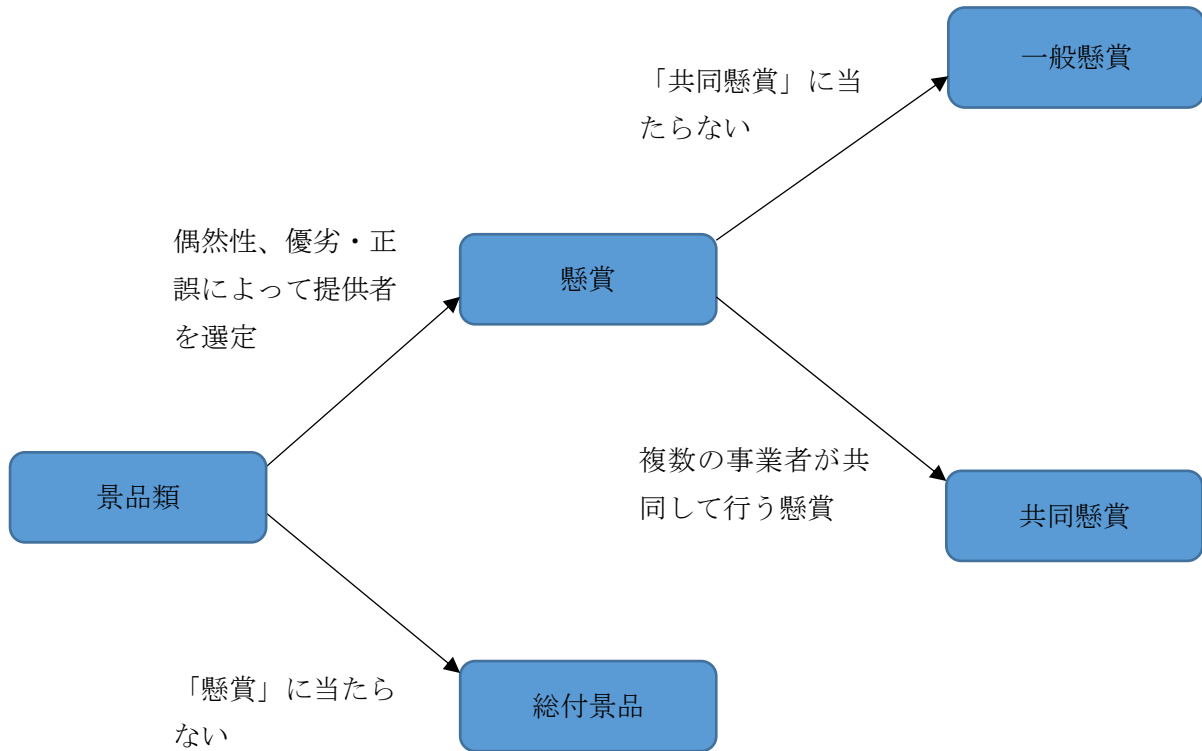 一般懸賞
「共同懸賞」に当
たらない
偶然性、優劣・正
誤によって提供者
を選定
懸賞
複数の事業者が共
同して行う懸賞
景品類
共同懸賞
「懸賞」に当たら
ない
総付景品